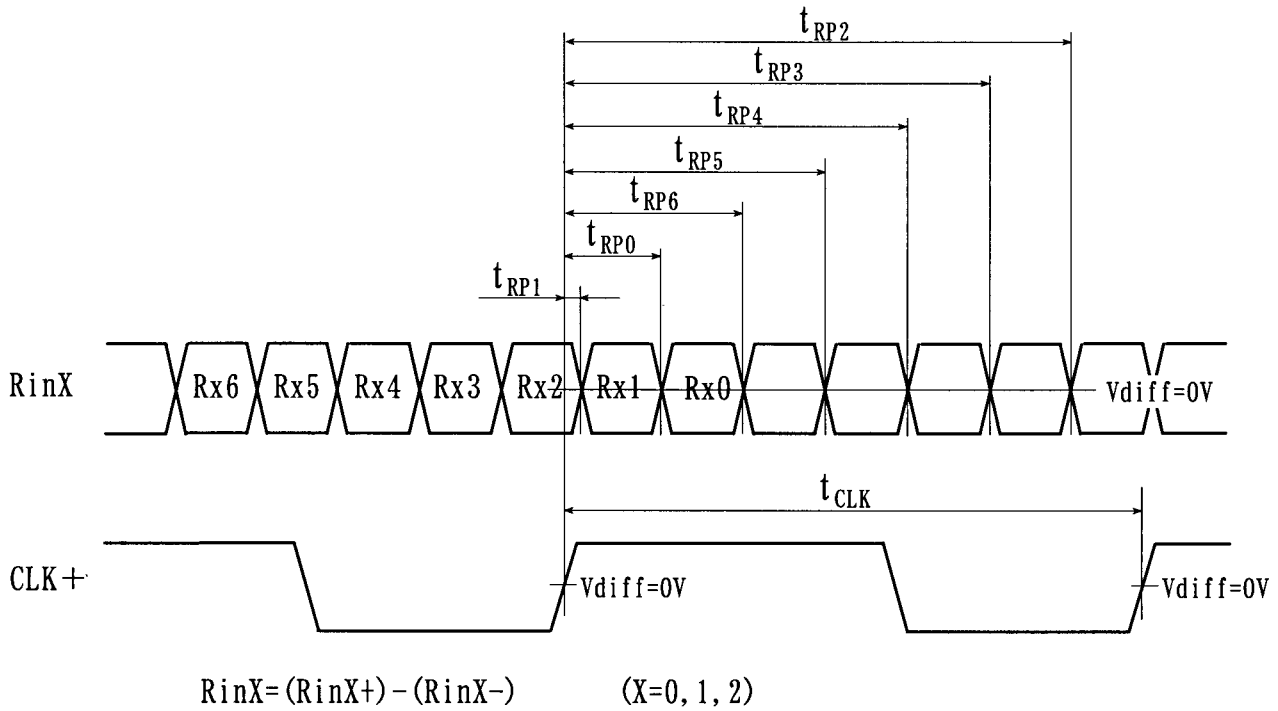 tRP2
tRP3
tRP4
tRP5
tRP6
tRP0
tRP1
RinX Rx6 Rx5 Rx4 Rx3 Rx2 Rx1 Rx0 Vdiff=0V
tCLK
CLK+ Vdiff=0V Vdiff=0V
RinX=(RinX+)-(RinX-) (X=0,1,2)